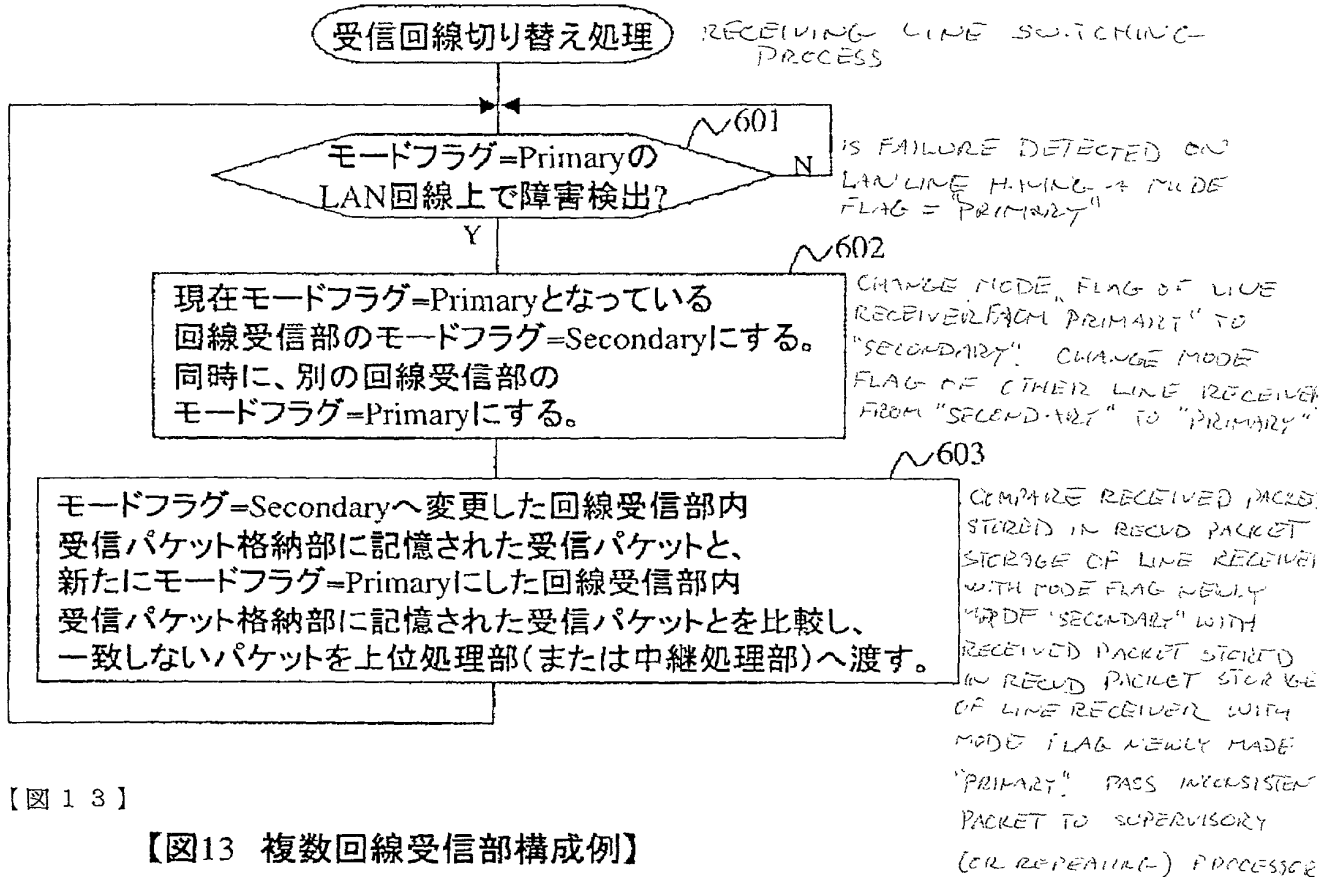 受信回線切り替え処理
RECEIVING LINE SWITCHING
PROCESS
601
モードフラグ=Primaryの
LAN回線上で障害検出?
N
Y
IS FAILURE DETECTED ON
LAN LINE HAVING A MODE
FLAG = "PRIMARY"
602
現在モードフラグ=Primaryとなっている
回線受信部のモードフラグ=Secondaryにする。
同時に、別の回線受信部の
モードフラグ=Primaryにする。
CHANGE MODE FLAG OF LINE
RECEIVER FROM "PRIMARY" TO
"SECONDARY". CHANGE MODE
FLAG OF OTHER LINE RECEIVER
FROM "SECONDARY" TO "PRIMARY"
603
モードフラグ=Secondaryへ変更した回線受信部内
受信パケット格納部に記憶された受信パケットと、
新たにモードフラグ=Primaryにした回線受信部内
受信パケット格納部に記憶された受信パケットとを比較し、
一致しないパケットを上位処理部(または中継処理部)へ渡す。
COMPARE RECEIVED PACKET
STORED IN RECVD PACKET
STORAGE OF LINE RECEIVER
WITH MODE FLAG NEWLY
MADE "SECONDARY" WITH
RECEIVED PACKET STORED
IN RECVD PACKET STORAGE
OF LINE RECEIVER WITH
MODE FLAG NEWLY MADE
"PRIMARY". PASS INCONSISTEN
PACKET TO SUPERVISORY
(OR REPEATING) PROCESSOR
【図13】
【図13 複数回線受信部構成例】